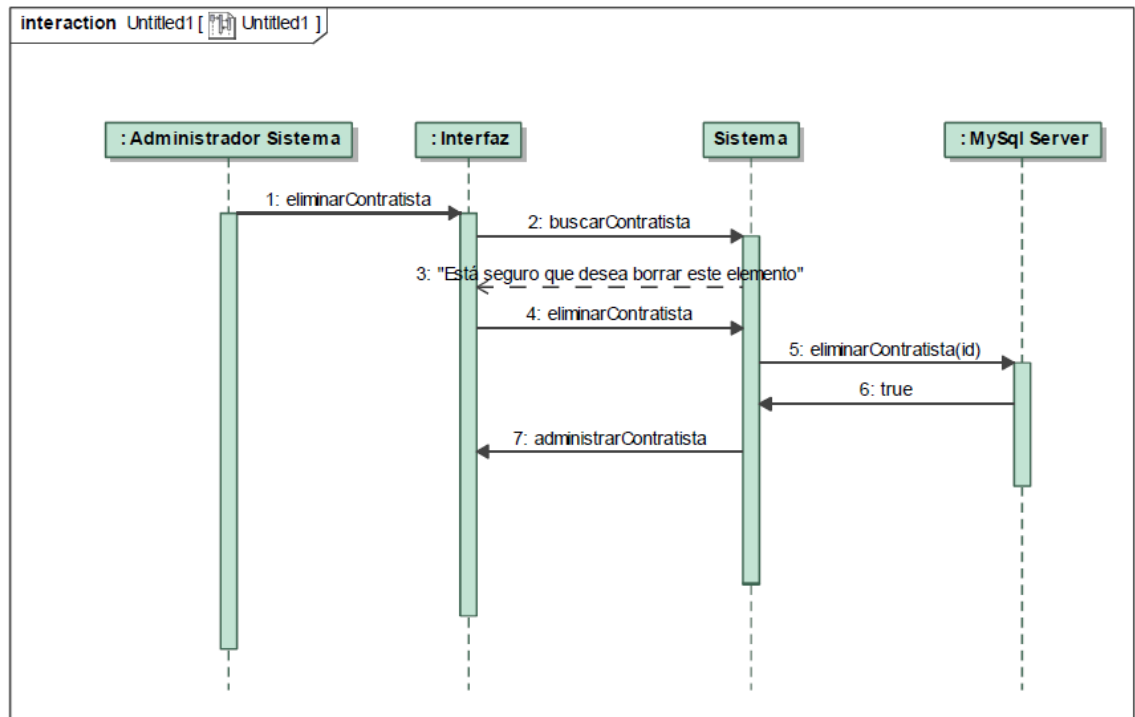 interaction Untitled1 [ Untitled1 ]
: Administrador Sistema
: Interfaz
Sistema
: MySql Server
1: eliminarContratista
2: buscarContratista
3: "Está seguro que desea borrar este elemento"
4: eliminarContratista
5: eliminarContratista(id)
6: true
7: administrarContratista